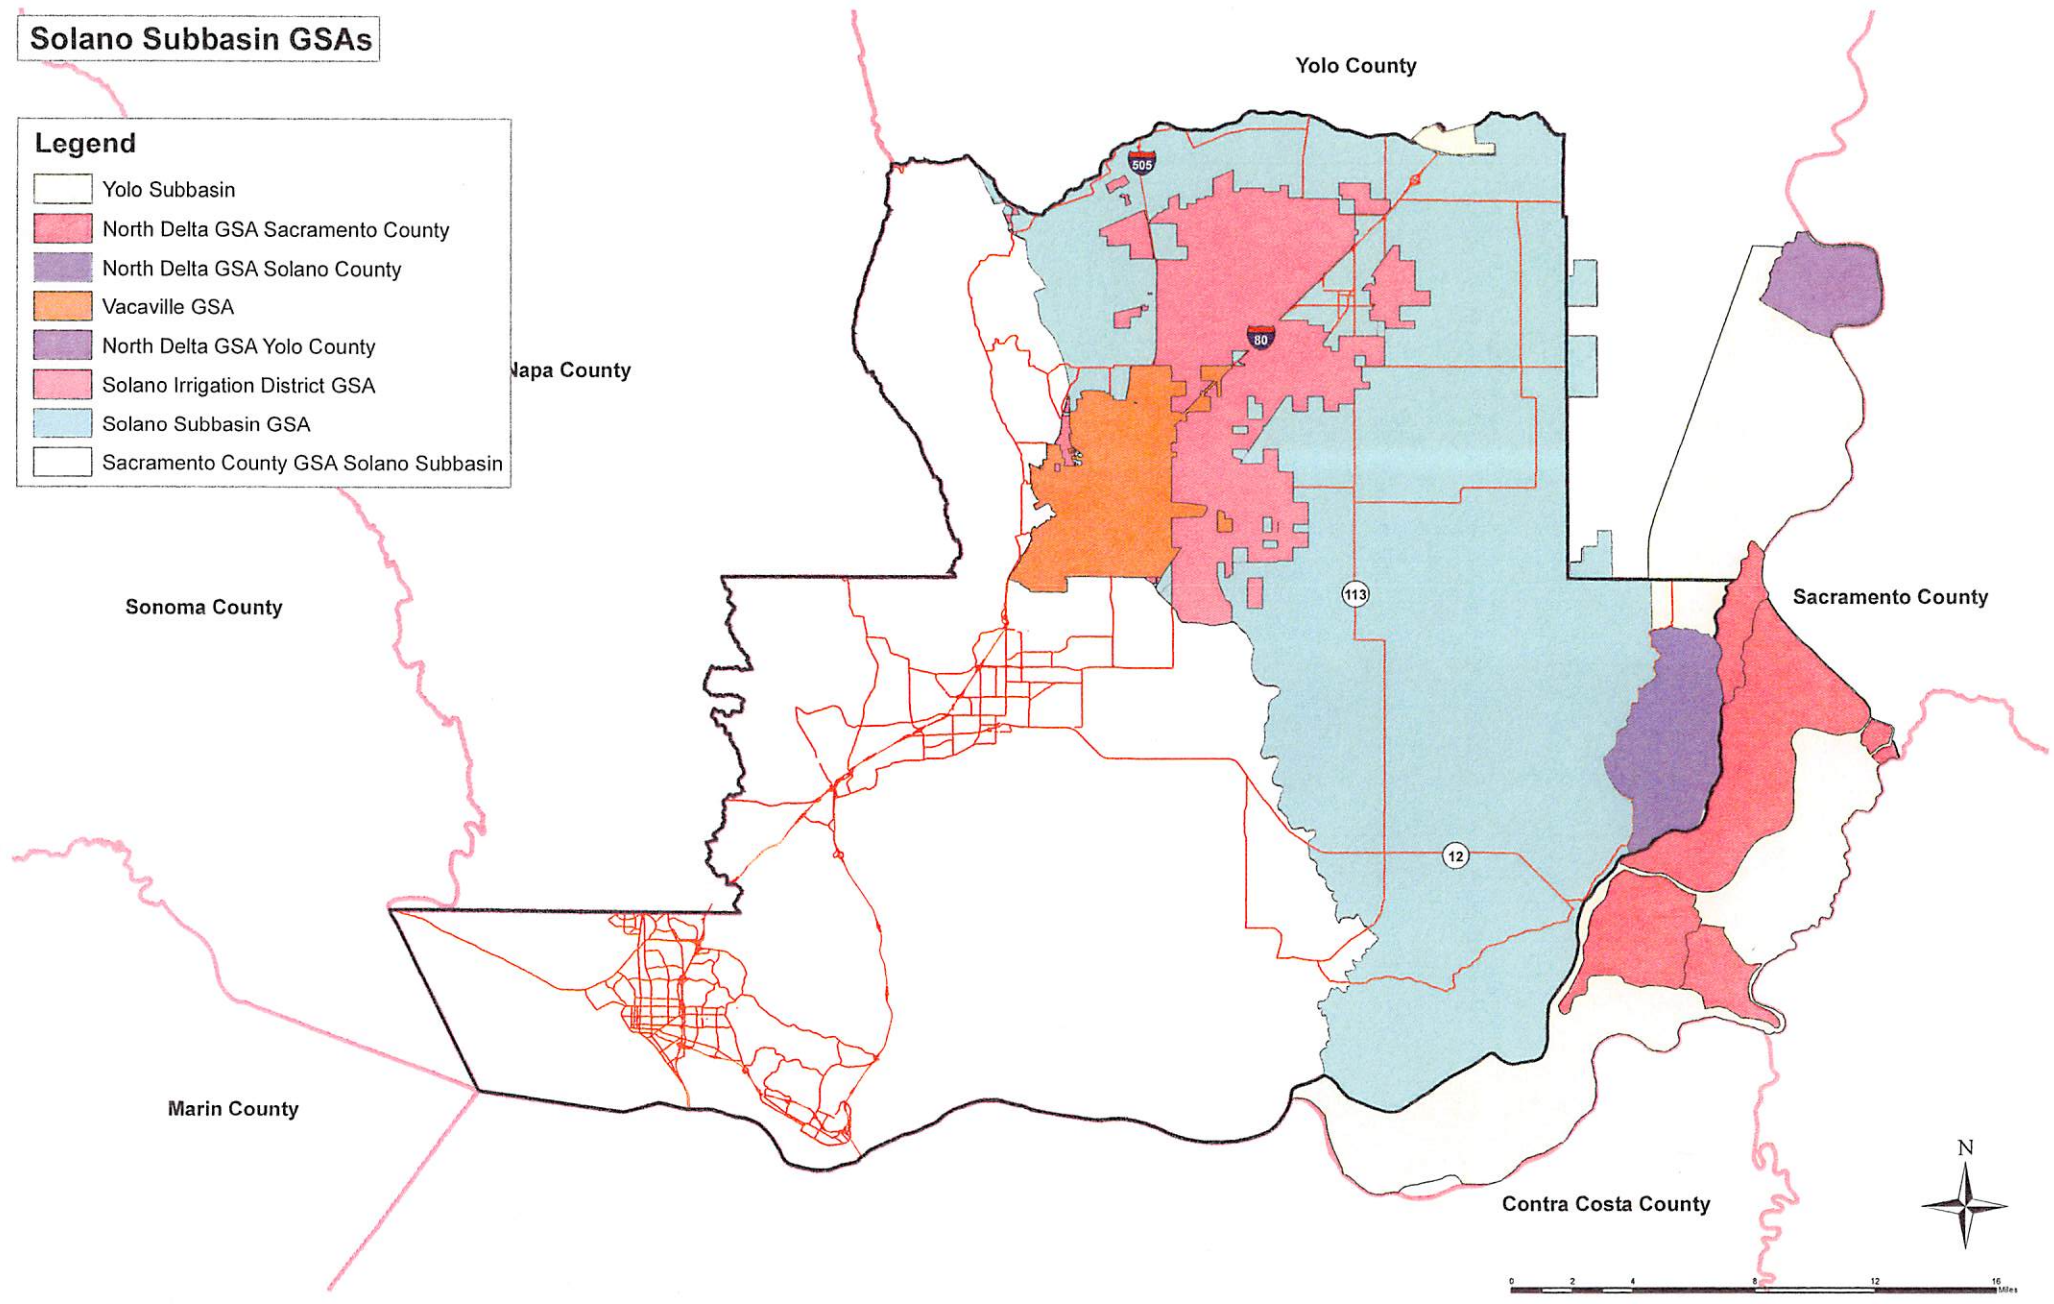 Solano Subbasin GSAs
Yolo County
Legend
Yolo Subbasin
North Delta GSA Sacramento County
North Delta GSA Solano County
Vacaville GSA
North Delta GSA Yolo County
Solano Irrigation District GSA
Solano Subbasin GSA
Sacramento County GSA Solano Subbasin
505
80
Napa County
113
Sonoma County
Sacramento County
12
Marin County
N
Contra Costa County
0 2 4 8 12 16
Miles